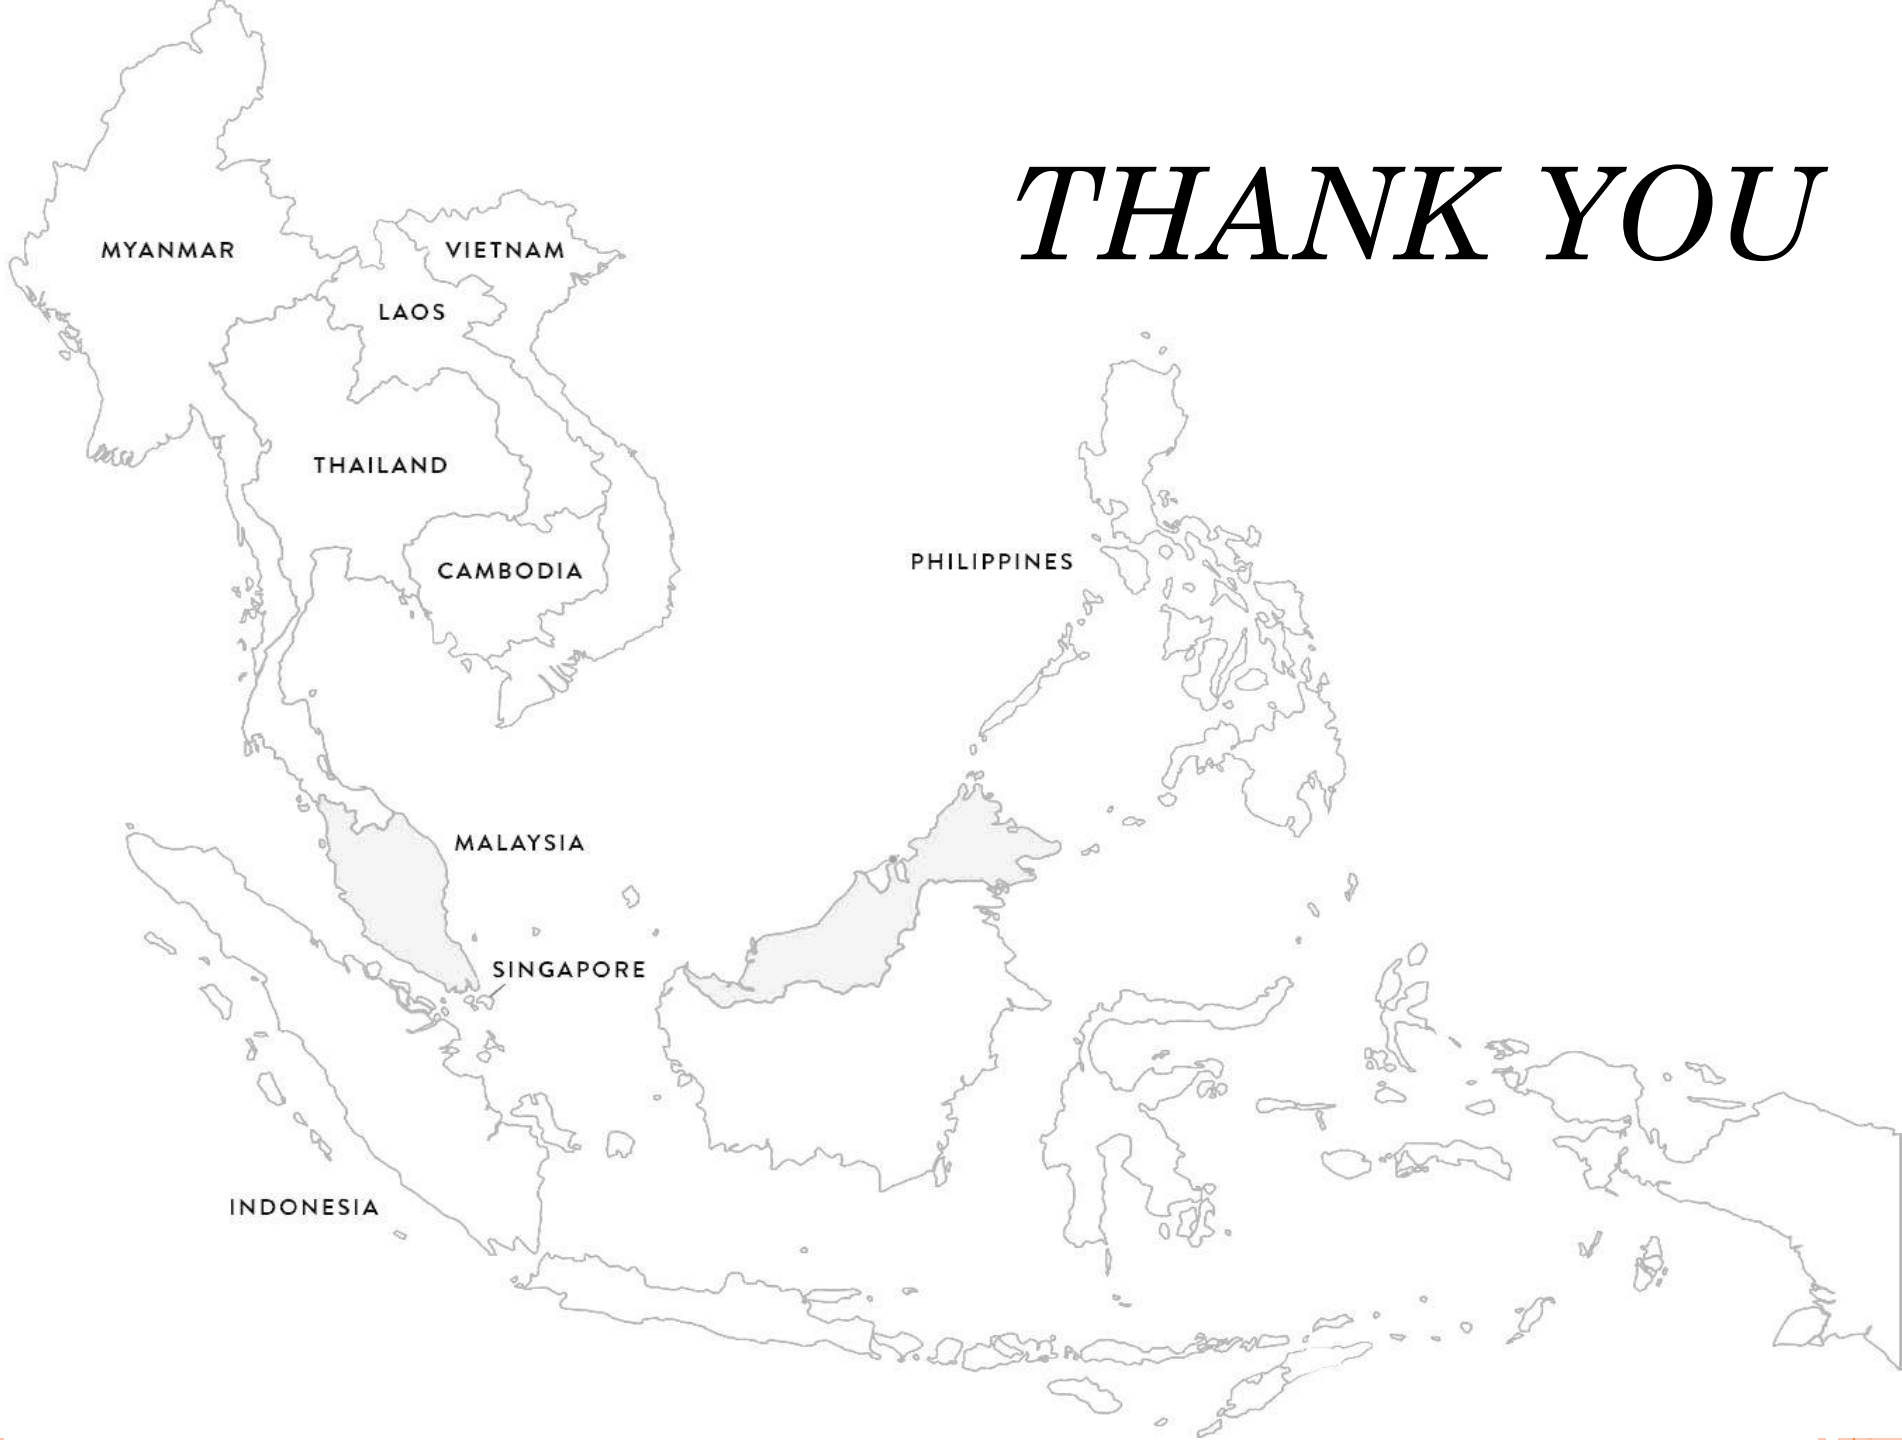 THANK YOU
MYANMAR
VIETNAM
LAOS
THAILAND
PHILIPPINES
CAMBODIA
MALAYSIA
SINGAPORE
INDONESIA